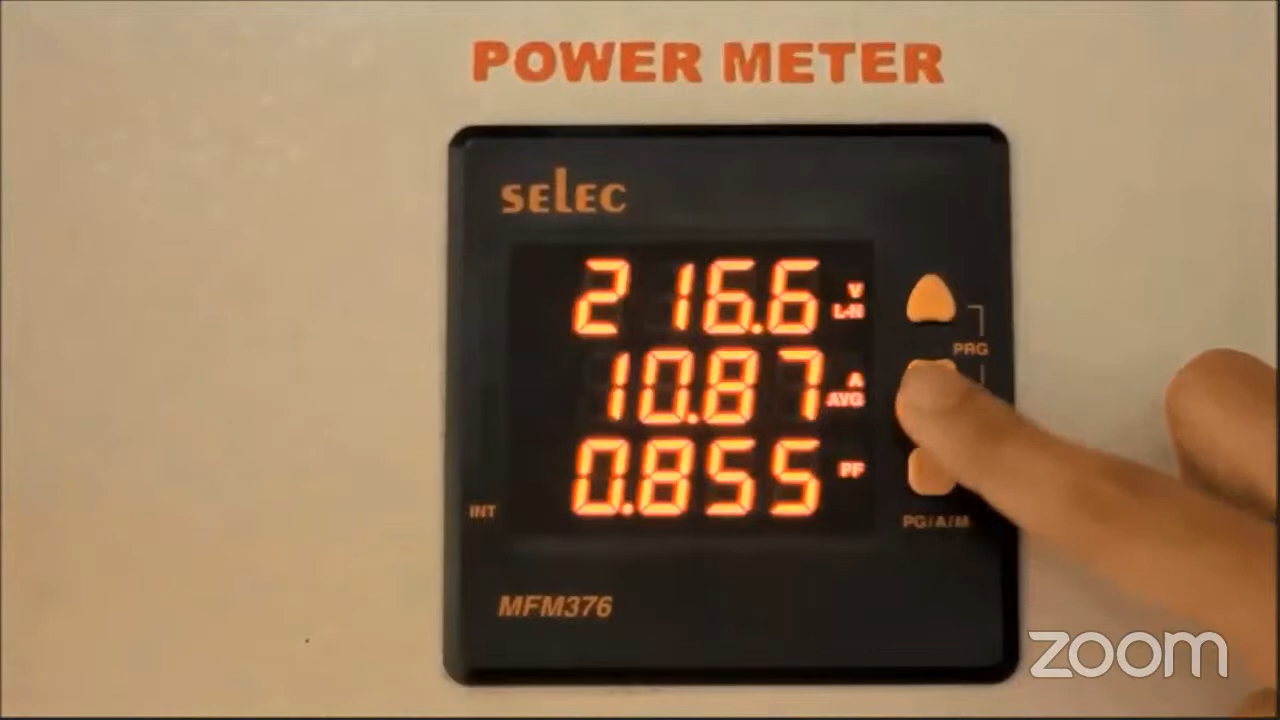 POWER METER
SELEC
216.6 V L-N
10.87 A AVG
0.855 PF
PRG
INT
PG/A/M
MFM376
zoom